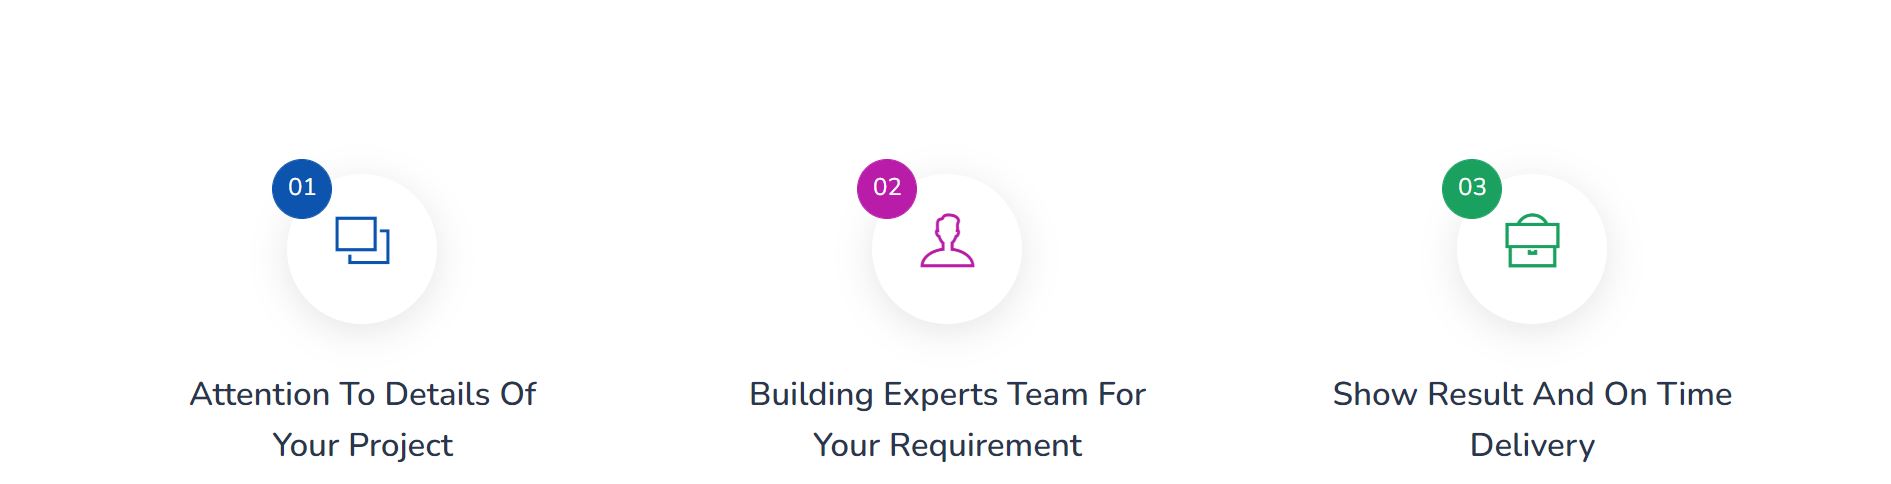 01
Attention To Details Of
Your Project
02
Building Experts Team For
Your Requirement
03
Show Result And On Time
Delivery